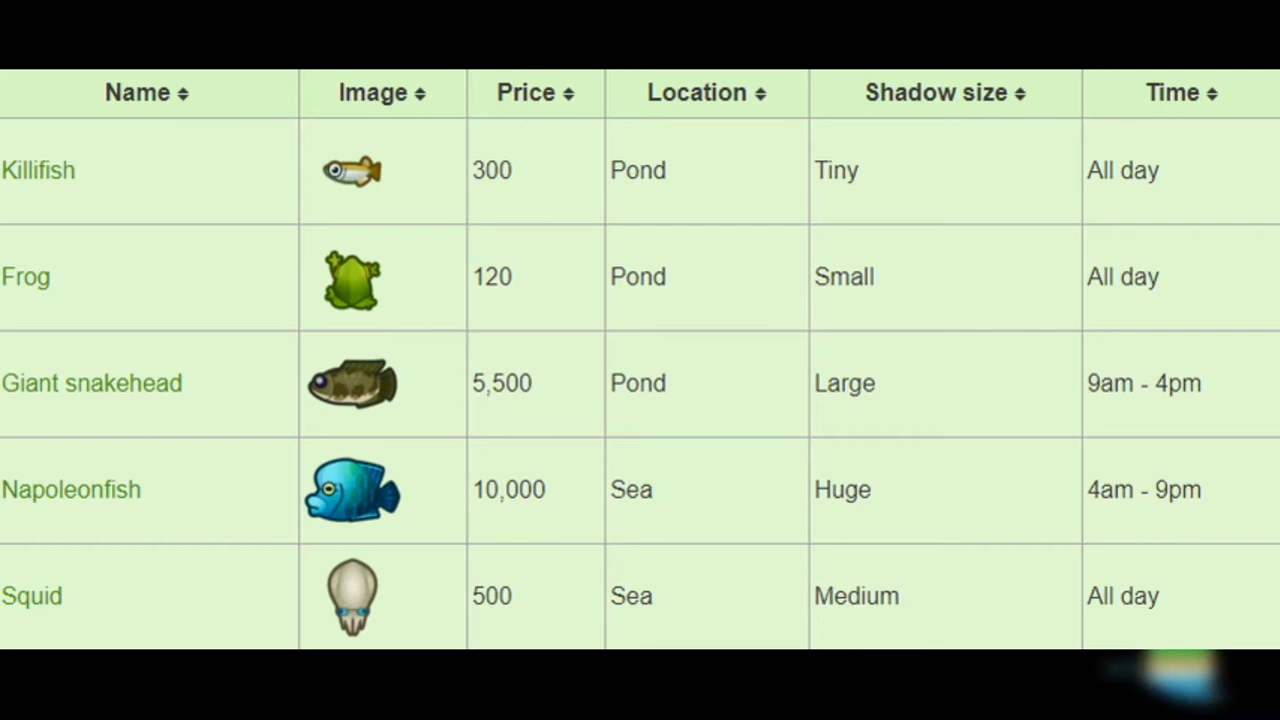 Name Image Price Location Shadow size Time
Killifish 300 Pond Tiny All day
Frog 120 Pond Small All day
Giant snakehead 5,500 Pond Large 9am - 4pm
Napoleonfish 10,000 Sea Huge 4am - 9pm
Squid 500 Sea Medium All day